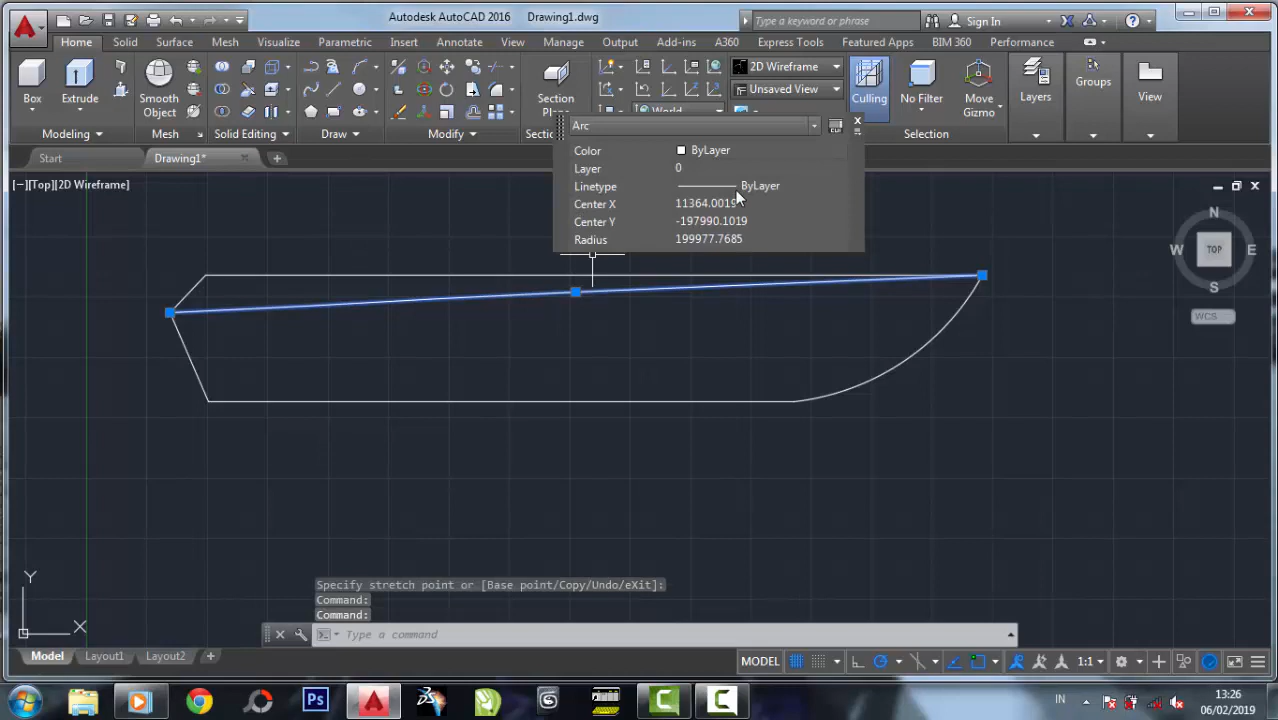 Autodesk AutoCAD 2016 Drawing1.dwg
Type a keyword or phrase
Sign In
Home Solid Surface Mesh Visualize Parametric Insert Annotate View Manage Output Add-ins A360 Express Tools Featured Apps BIM 360 Performance
2D Wireframe
Unsaved View
World
Box
Extrude
Smooth
Object
Section
Plane
Culling
No Filter
Move
Gizmo
Layers
Groups
View
Modeling
Mesh
Solid Editing
Draw
Modify
Selection
Start
Drawing1*
[−][Top][2D Wireframe]
Arc
Color ByLayer
Layer 0
Linetype ByLayer
Center X 11364.0019
Center Y -197990.1019
Radius 199977.7685
N
W TOP E
S
WCS
Y
X
Specify stretch point or [Base point/Copy/Undo/eXit]:
Command:
Command:
Type a command
Model Layout1 Layout2
MODEL
1:1
Ps
IN
13:26
06/02/2019